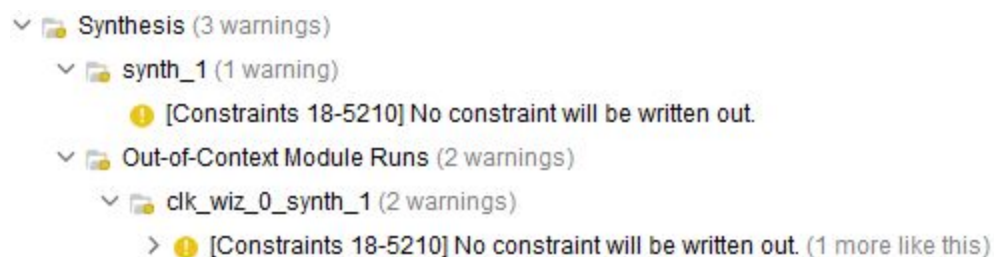 Synthesis (3 warnings)
synth_1 (1 warning)
[Constraints 18-5210] No constraint will be written out.
Out-of-Context Module Runs (2 warnings)
clk_wiz_0_synth_1 (2 warnings)
[Constraints 18-5210] No constraint will be written out. (1 more like this)